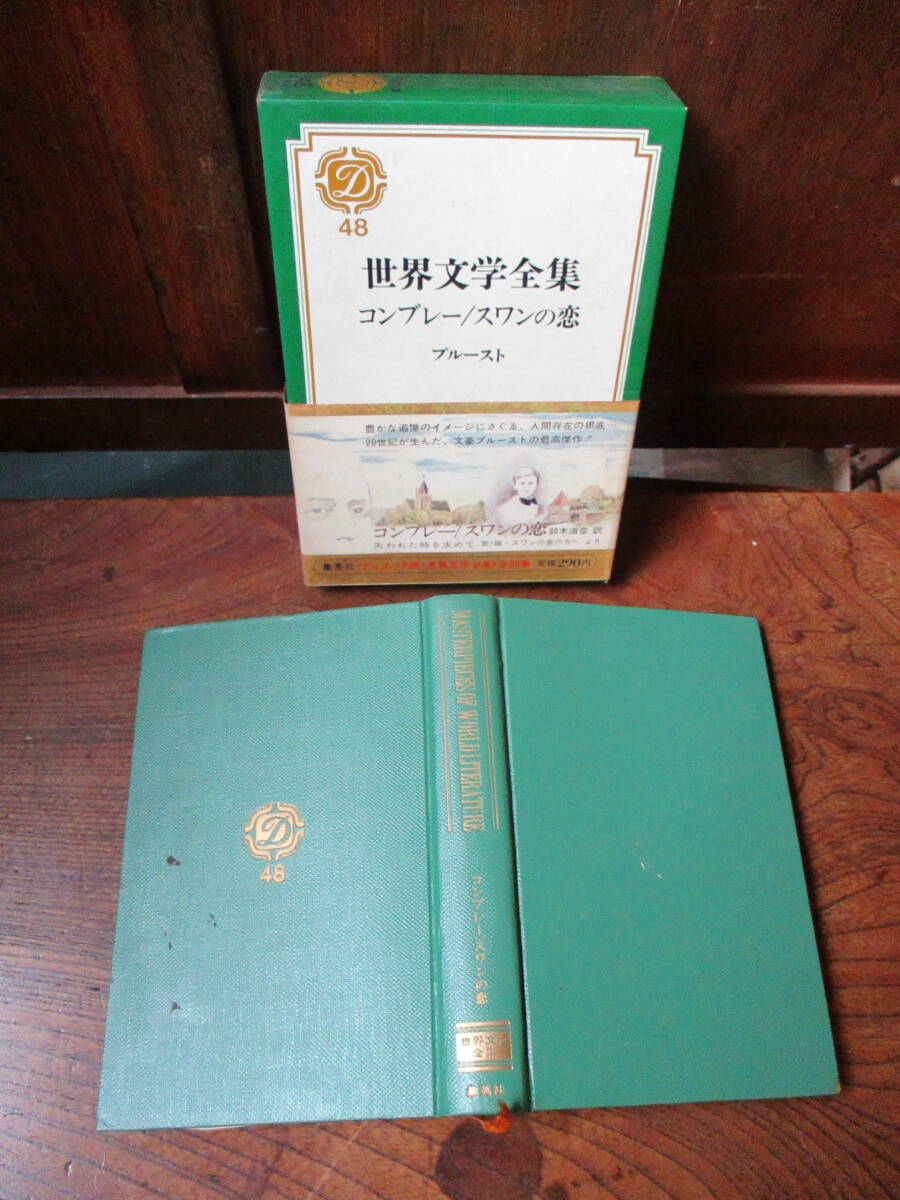 D
48
世界文学全集
コンブレー/スワンの恋
プルースト
豊かな追憶のイメージにさぐる、人間存在の根底
20世紀が生んだ、文豪プルーストの最高傑作!
コンブレー/スワンの恋 鈴木道彦 訳
失われた時を求めて 第1編・スワンの家の方へ より
集英社 世界文学全集 定価290円
MASTERPIECES OF WORLD LITERATURE
コンブレー スワンの恋
世界文学
全集
集英社
D
48